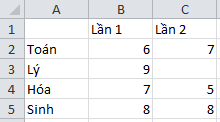 A B C
1 Lần 1 Lần 2
2 Toán 6 7
3 Lý 9
4 Hóa 7 5
5 Sinh 8 8